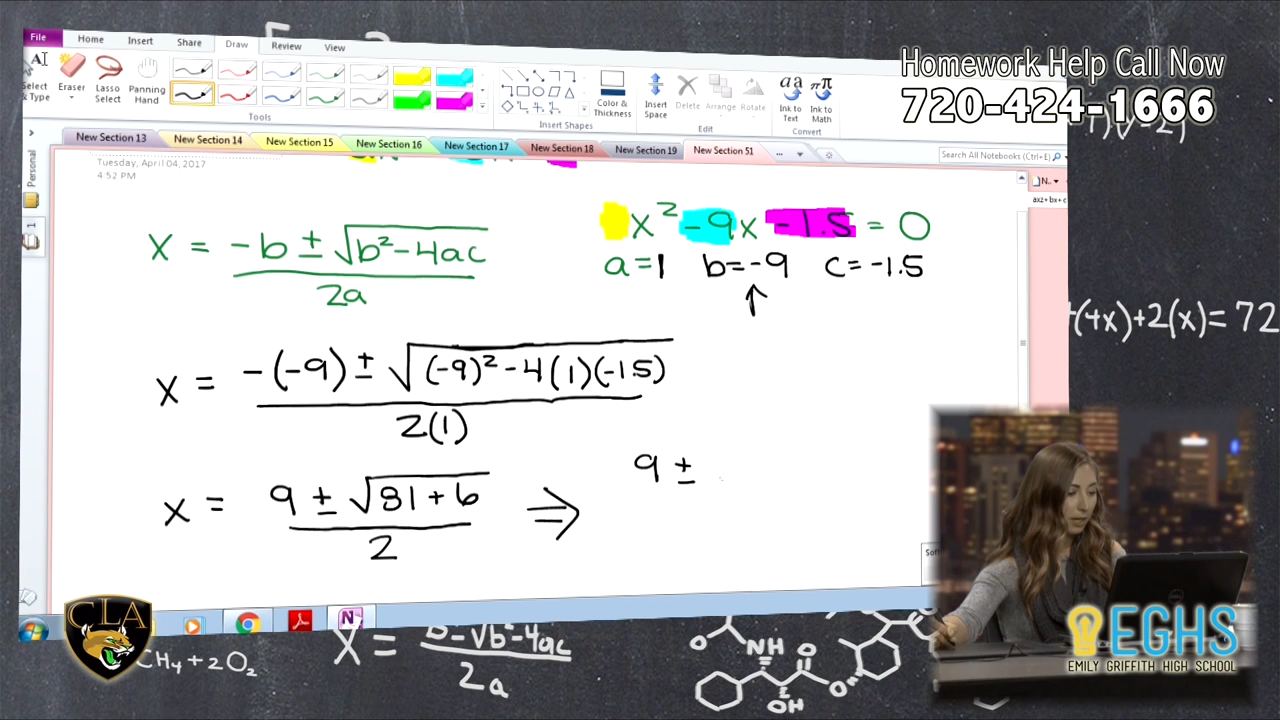 Homework Help Call Now
720-424-1666
File Home Insert Share Draw Review View
Select & Type
Eraser
Lasso Select
Panning Hand
Color & Thickness
Insert Space
Delete
Arrange
Rotate
Ink to Text
Ink to Math
Tools
Insert Shapes
Edit
Convert
New Section 13 New Section 14 New Section 15 New Section 16 New Section 17 New Section 18 New Section 19 New Section 51 ...
Search All Notebooks (Ctrl+E)
Personal
1
N..
Tuesday, April 04, 2017
4:52 PM
x² -9x -1.5 = 0
a=1 b=-9 c=-1.5
x = -b ± √b²-4ac
2a
x = -(-9) ± √(-9)²-4(1)(-1.5)
2(1)
x = 9 ± √81+6 ⇒ 9 ±
2
(4x)+2(x)=72
CLA
CH₄+2O₂
X = b-√b²-4ac
2a
NH
O
O
O
OH
EGHS
EMILY GRIFFITH HIGH SCHOOL